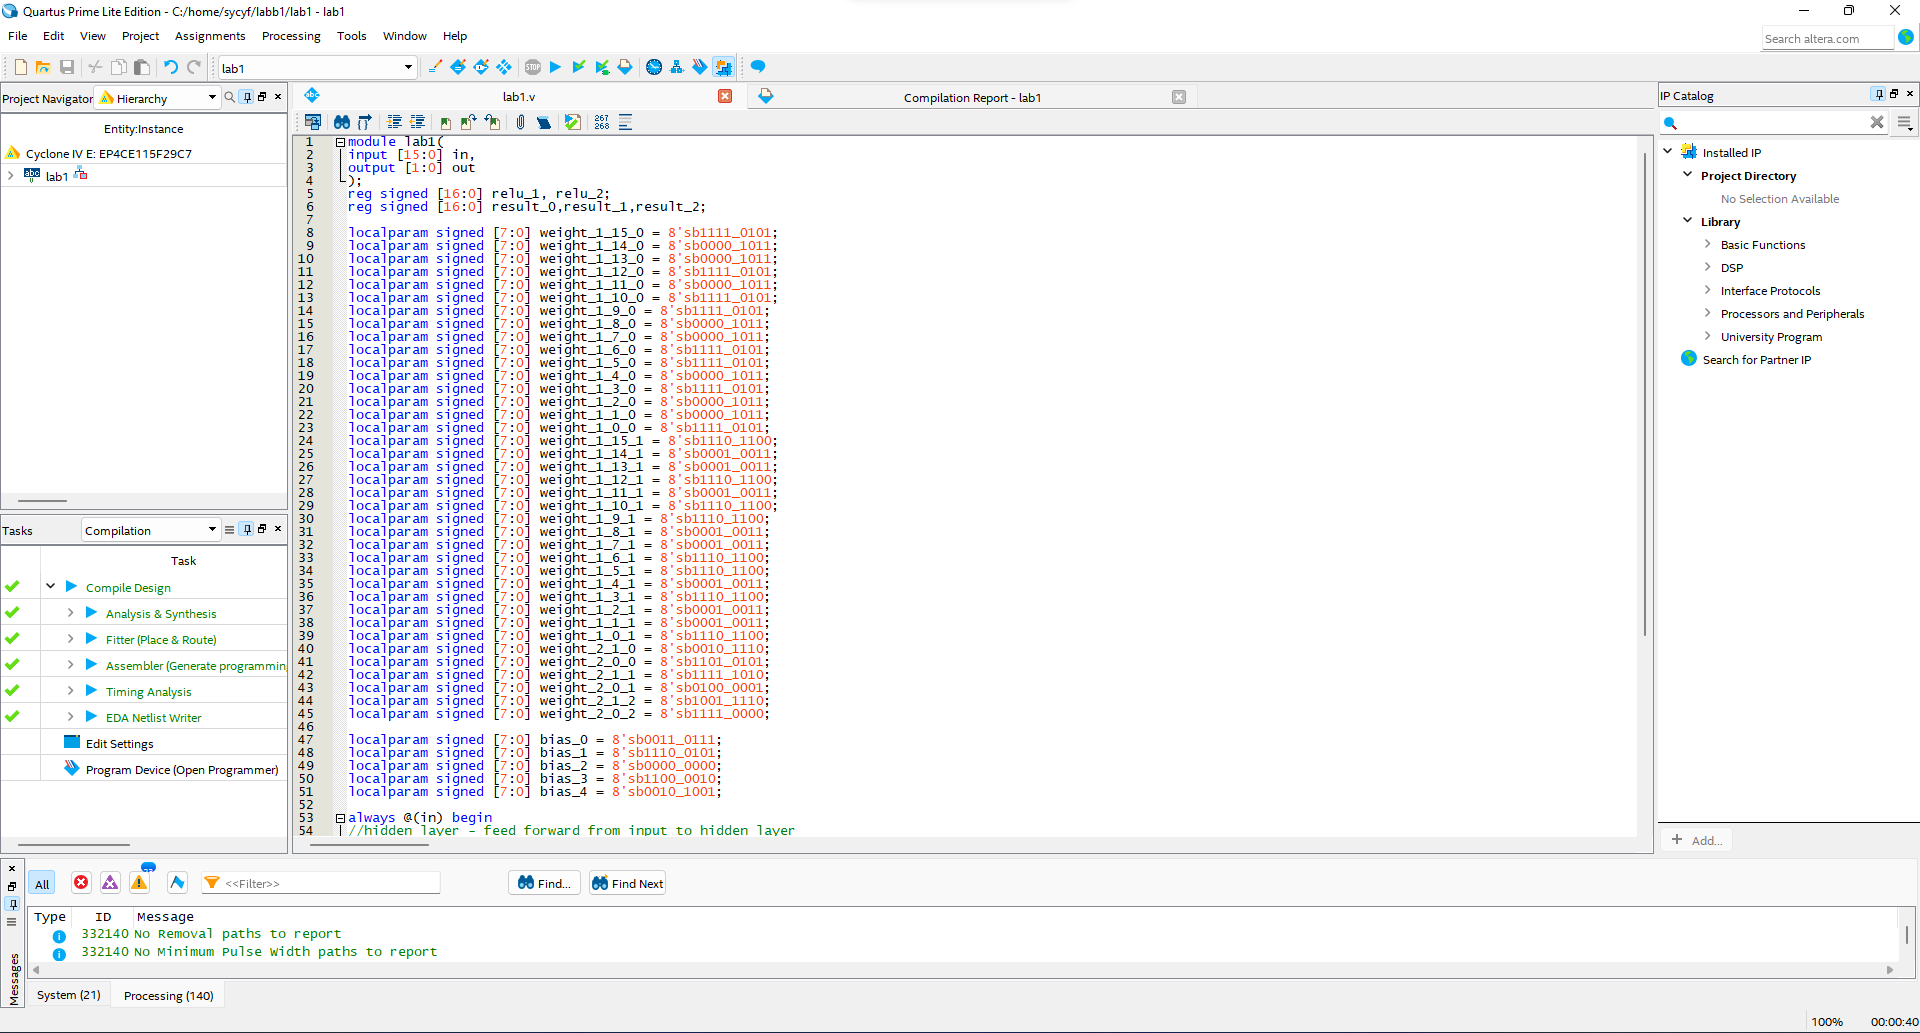 Quartus Prime Lite Edition - C:/home/sycyf/labb1/lab1 - lab1
File Edit View Project Assignments Processing Tools Window Help
Search altera.com
lab1
Project Navigator Hierarchy
Entity:Instance
Cyclone IV E: EP4CE115F29C7
abc lab1
Tasks Compilation
Task
Compile Design
Analysis & Synthesis
Fitter (Place & Route)
Assembler (Generate programmin
Timing Analysis
EDA Netlist Writer
Edit Settings
Program Device (Open Programmer)
abc lab1.v
Compilation Report - lab1
267
268
1 module lab1(
2 input [15:0] in,
3 output [1:0] out
4 );
5 reg signed [16:0] relu_1, relu_2;
6 reg signed [16:0] result_0,result_1,result_2;
7
8 localparam signed [7:0] weight_1_15_0 = 8'sb1111_0101;
9 localparam signed [7:0] weight_1_14_0 = 8'sb0000_1011;
10 localparam signed [7:0] weight_1_13_0 = 8'sb0000_1011;
11 localparam signed [7:0] weight_1_12_0 = 8'sb1111_0101;
12 localparam signed [7:0] weight_1_11_0 = 8'sb0000_1011;
13 localparam signed [7:0] weight_1_10_0 = 8'sb1111_0101;
14 localparam signed [7:0] weight_1_9_0 = 8'sb1111_0101;
15 localparam signed [7:0] weight_1_8_0 = 8'sb0000_1011;
16 localparam signed [7:0] weight_1_7_0 = 8'sb0000_1011;
17 localparam signed [7:0] weight_1_6_0 = 8'sb1111_0101;
18 localparam signed [7:0] weight_1_5_0 = 8'sb1111_0101;
19 localparam signed [7:0] weight_1_4_0 = 8'sb0000_1011;
20 localparam signed [7:0] weight_1_3_0 = 8'sb1111_0101;
21 localparam signed [7:0] weight_1_2_0 = 8'sb0000_1011;
22 localparam signed [7:0] weight_1_1_0 = 8'sb0000_1011;
23 localparam signed [7:0] weight_1_0_0 = 8'sb1111_0101;
24 localparam signed [7:0] weight_1_15_1 = 8'sb1110_1100;
25 localparam signed [7:0] weight_1_14_1 = 8'sb0001_0011;
26 localparam signed [7:0] weight_1_13_1 = 8'sb0001_0011;
27 localparam signed [7:0] weight_1_12_1 = 8'sb1110_1100;
28 localparam signed [7:0] weight_1_11_1 = 8'sb0001_0011;
29 localparam signed [7:0] weight_1_10_1 = 8'sb1110_1100;
30 localparam signed [7:0] weight_1_9_1 = 8'sb1110_1100;
31 localparam signed [7:0] weight_1_8_1 = 8'sb0001_0011;
32 localparam signed [7:0] weight_1_7_1 = 8'sb0001_0011;
33 localparam signed [7:0] weight_1_6_1 = 8'sb1110_1100;
34 localparam signed [7:0] weight_1_5_1 = 8'sb1110_1100;
35 localparam signed [7:0] weight_1_4_1 = 8'sb0001_0011;
36 localparam signed [7:0] weight_1_3_1 = 8'sb1110_1100;
37 localparam signed [7:0] weight_1_2_1 = 8'sb0001_0011;
38 localparam signed [7:0] weight_1_1_1 = 8'sb0001_0011;
39 localparam signed [7:0] weight_1_0_1 = 8'sb1110_1100;
40 localparam signed [7:0] weight_2_1_0 = 8'sb0010_1110;
41 localparam signed [7:0] weight_2_0_0 = 8'sb1101_0101;
42 localparam signed [7:0] weight_2_1_1 = 8'sb1111_1010;
43 localparam signed [7:0] weight_2_0_1 = 8'sb0100_0001;
44 localparam signed [7:0] weight_2_1_2 = 8'sb1001_1110;
45 localparam signed [7:0] weight_2_0_2 = 8'sb1111_0000;
46
47 localparam signed [7:0] bias_0 = 8'sb0011_0111;
48 localparam signed [7:0] bias_1 = 8'sb1110_0101;
49 localparam signed [7:0] bias_2 = 8'sb0000_0000;
50 localparam signed [7:0] bias_3 = 8'sb1100_0010;
51 localparam signed [7:0] bias_4 = 8'sb0010_1001;
52
53 always @(in) begin
54 //hidden layer - feed forward from input to hidden layer
IP Catalog
Installed IP
Project Directory
No Selection Available
Library
Basic Functions
DSP
Interface Protocols
Processors and Peripherals
University Program
Search for Partner IP
+ Add...
All
<<Filter>>
Find...
Find Next
Type ID Message
332140 No Removal paths to report
332140 No Minimum Pulse Width paths to report
System (21) Processing (140)
Messages
100% 00:00:40